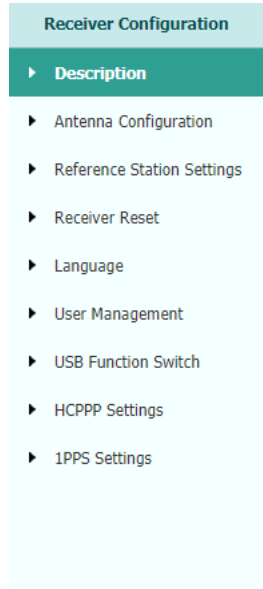 Receiver Configuration
Description
Antenna Configuration
Reference Station Settings
Receiver Reset
Language
User Management
USB Function Switch
HCPPP Settings
1PPS Settings